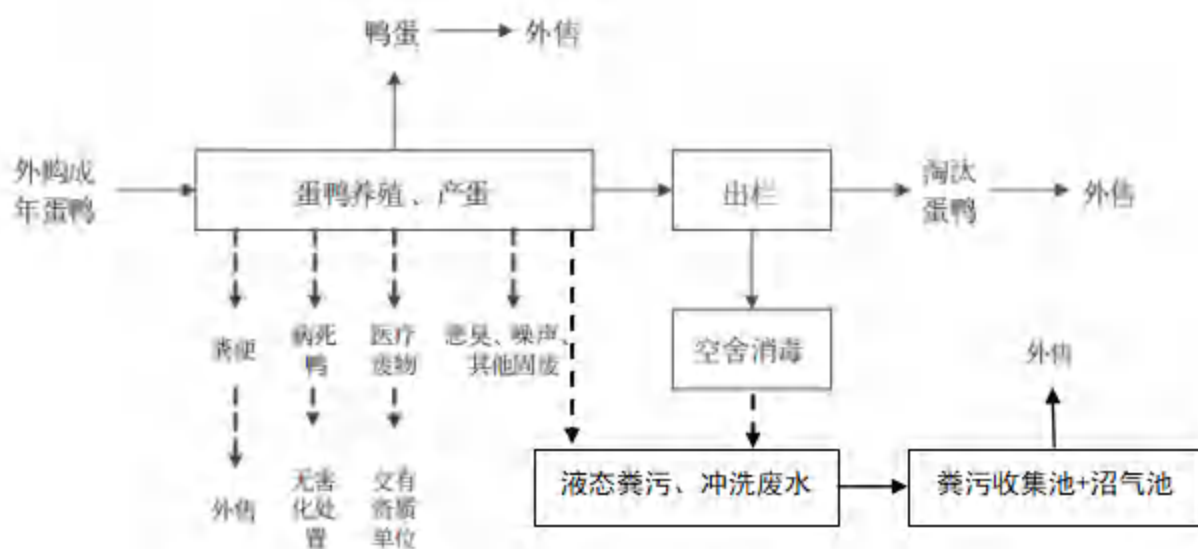 鸭蛋
外售
外购成
年蛋鸭
蛋鸭养殖、产蛋
出栏
淘汰
蛋鸭
外售
粪便
病死
鸭
医疗
废物
恶臭、噪声、
其他固废
空舍消毒
外售
外售
无害
化处
置
交有
资质
单位
液态粪污、冲洗废水
粪污收集池+沼气池